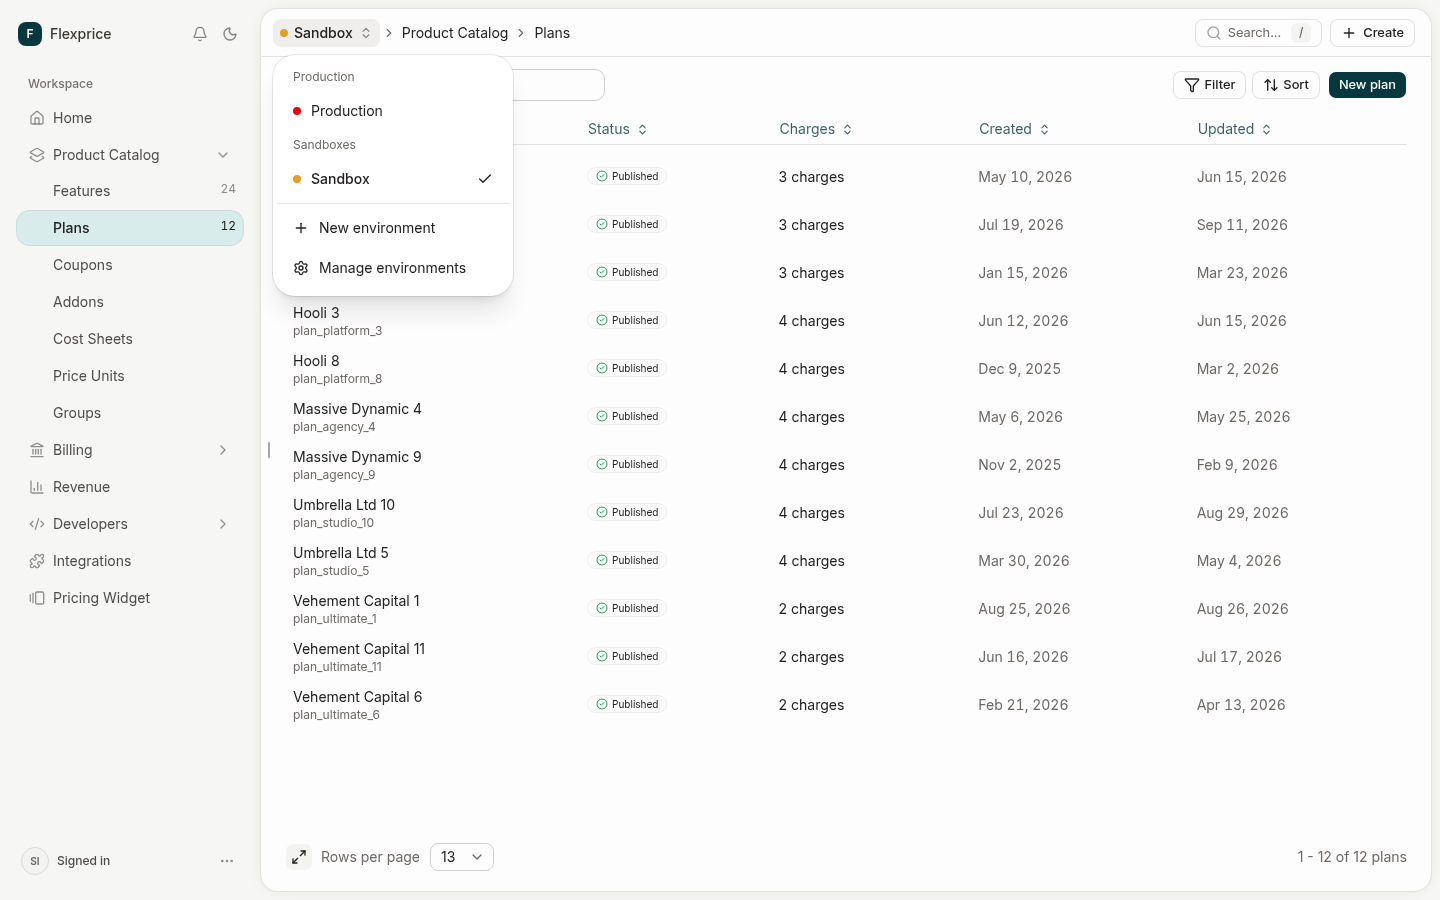 F Flexprice
Workspace
Home
Product Catalog
Features 24
Plans 12
Coupons
Addons
Cost Sheets
Price Units
Groups
Billing
Revenue
Developers
Integrations
Pricing Widget
SI Signed in
Sandbox Product Catalog Plans
Search... /
Create
Production
Production
Sandboxes
Sandbox
New environment
Manage environments
Filter
Sort
New plan
Status Charges Created Updated
Published 3 charges May 10, 2026 Jun 15, 2026
Published 3 charges Jul 19, 2026 Sep 11, 2026
Published 3 charges Jan 15, 2026 Mar 23, 2026
Hooli 3
plan_platform_3
Published 4 charges Jun 12, 2026 Jun 15, 2026
Hooli 8
plan_platform_8
Published 4 charges Dec 9, 2025 Mar 2, 2026
Massive Dynamic 4
plan_agency_4
Published 4 charges May 6, 2026 May 25, 2026
Massive Dynamic 9
plan_agency_9
Published 4 charges Nov 2, 2025 Feb 9, 2026
Umbrella Ltd 10
plan_studio_10
Published 4 charges Jul 23, 2026 Aug 29, 2026
Umbrella Ltd 5
plan_studio_5
Published 4 charges Mar 30, 2026 May 4, 2026
Vehement Capital 1
plan_ultimate_1
Published 2 charges Aug 25, 2026 Aug 26, 2026
Vehement Capital 11
plan_ultimate_11
Published 2 charges Jun 16, 2026 Jul 17, 2026
Vehement Capital 6
plan_ultimate_6
Published 2 charges Feb 21, 2026 Apr 13, 2026
Rows per page 13
1 - 12 of 12 plans